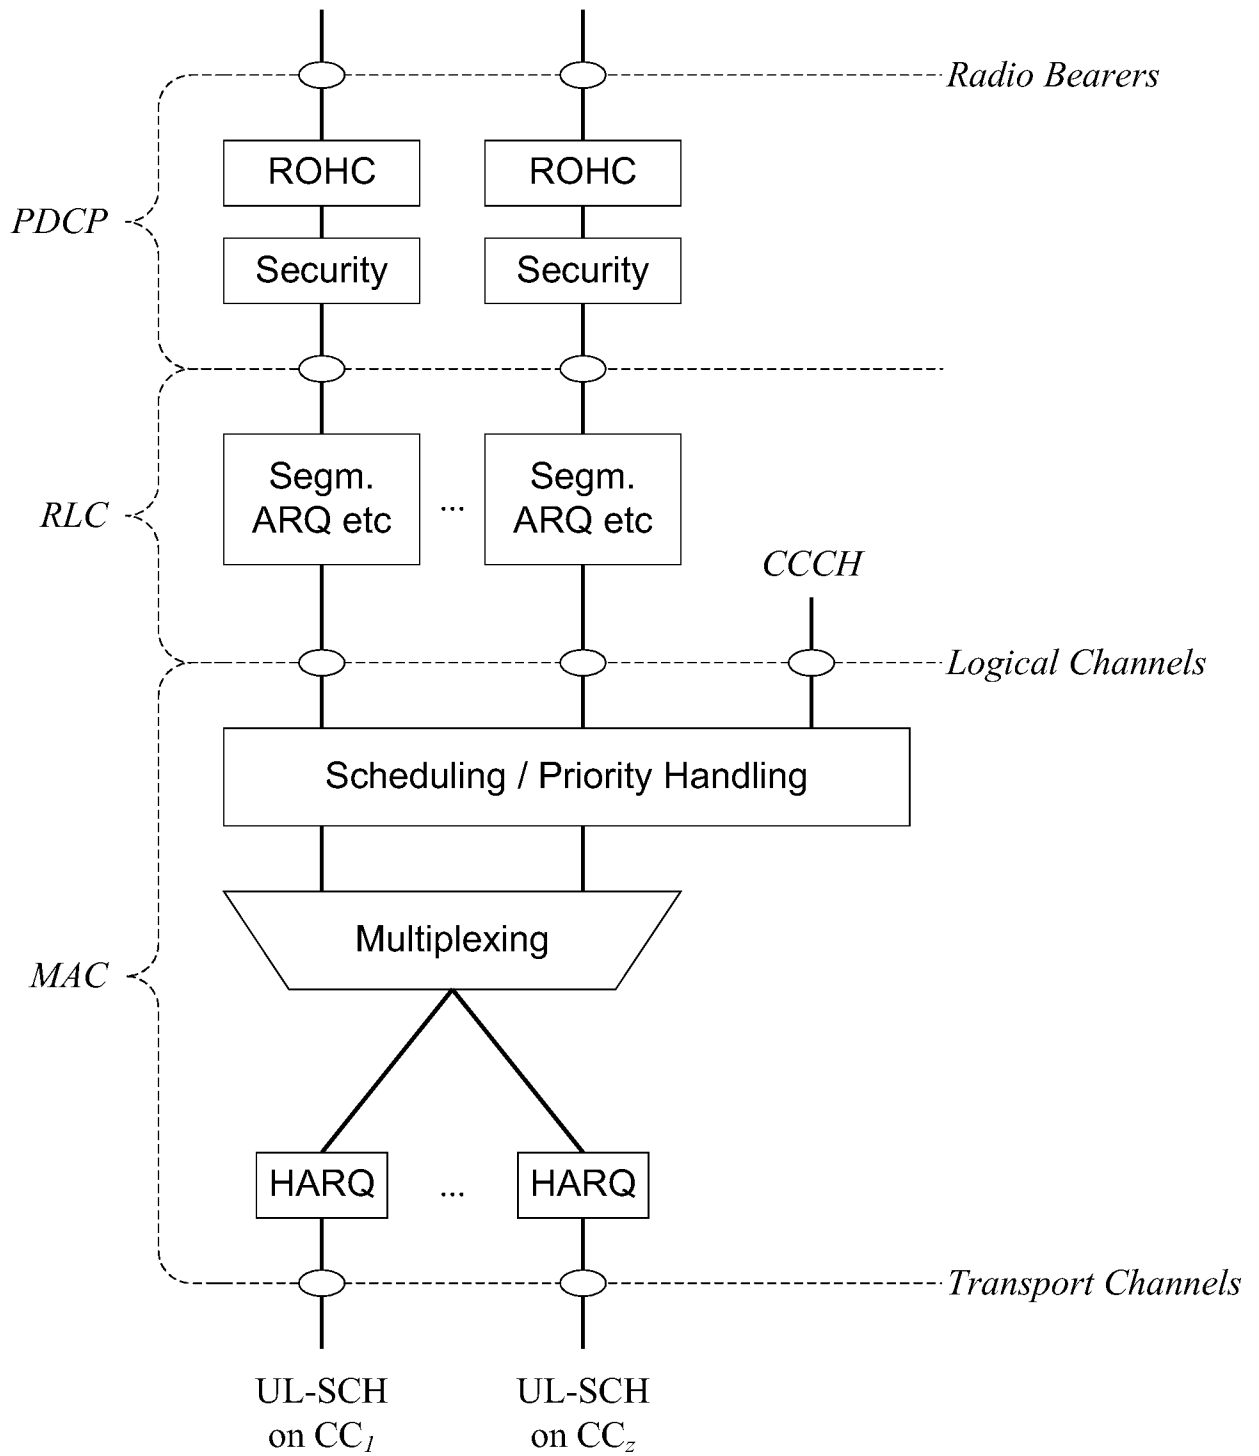 Radio Bearers
ROHC
ROHC
PDCP
Security
Security
Segm.
ARQ etc
...
Segm.
ARQ etc
RLC
CCCH
Logical Channels
Scheduling / Priority Handling
Multiplexing
MAC
HARQ
...
HARQ
Transport Channels
UL-SCH
on CC1
UL-SCH
on CCz